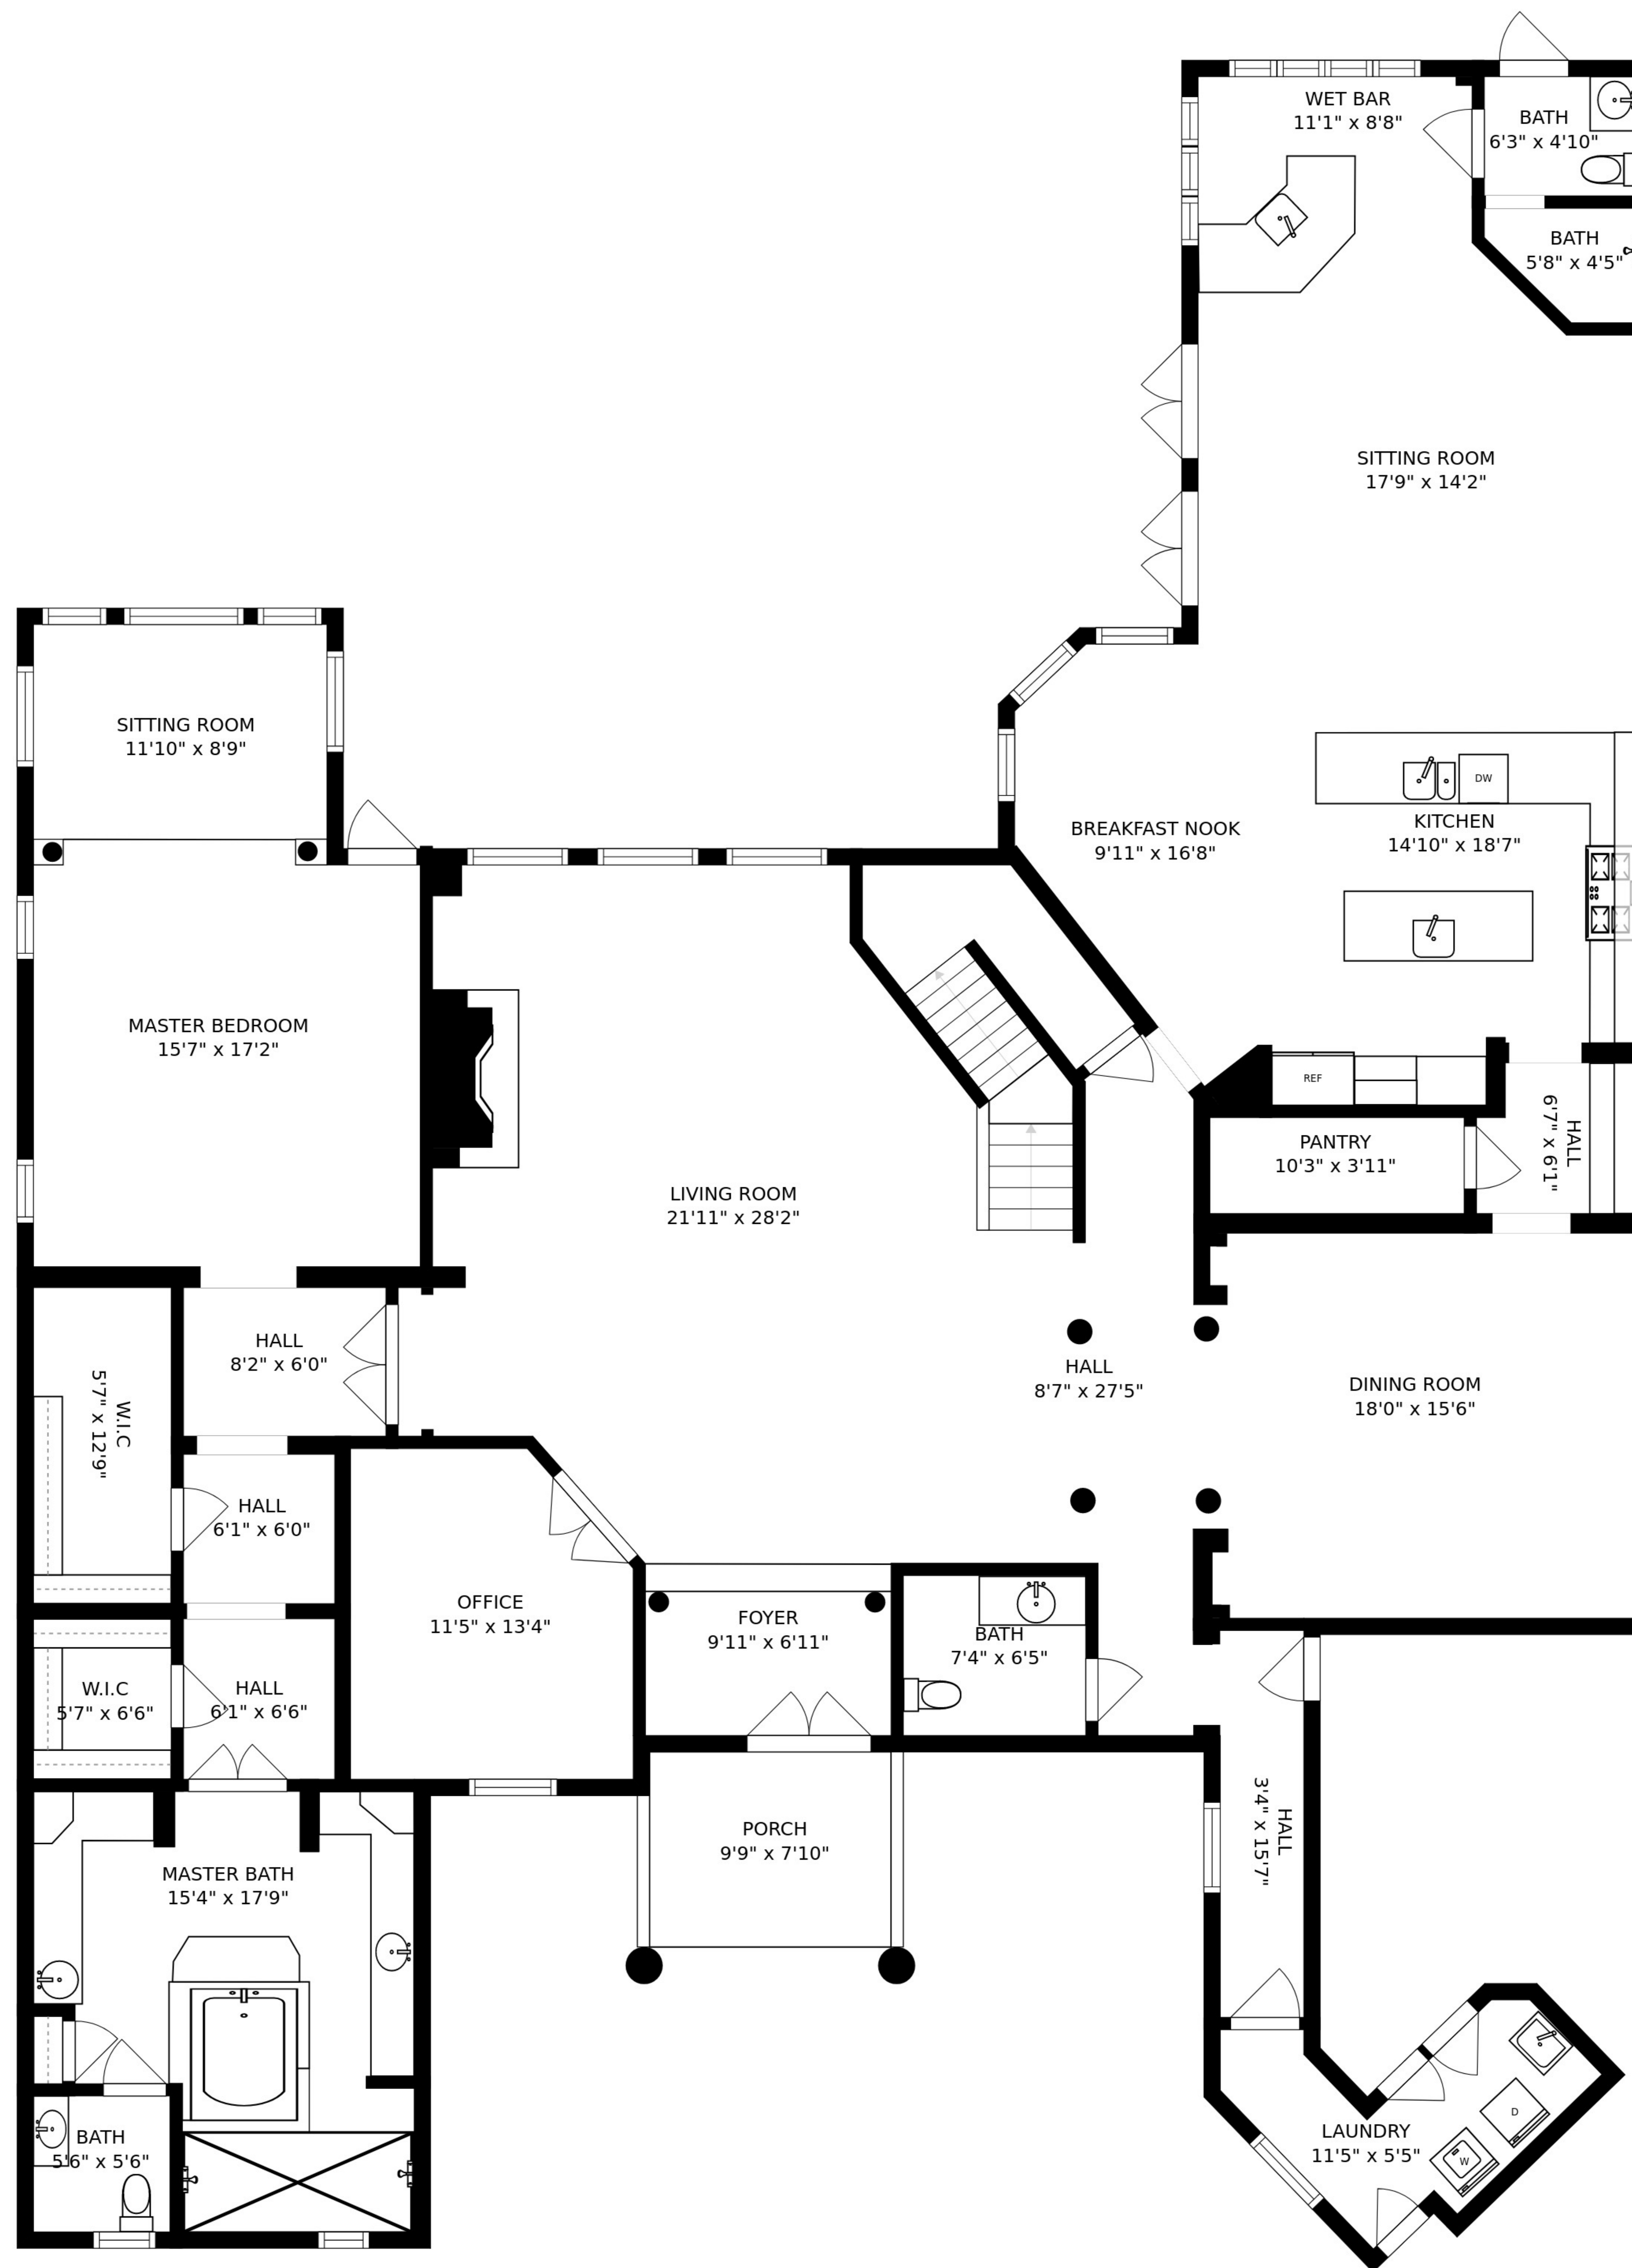 WET BAR
11'1" x 8'8"
BATH
6'3" x 4'10"
BATH
5'8" x 4'5"
SITTING ROOM
17'9" x 14'2"
SITTING ROOM
11'10" x 8'9"
DW
KITCHEN
14'10" x 18'7"
BREAKFAST NOOK
9'11" x 16'8"
MASTER BEDROOM
15'7" x 17'2"
REF
HALL
6'7" x 6'1"
PANTRY
10'3" x 3'11"
LIVING ROOM
21'11" x 28'2"
HALL
8'2" x 6'0"
HALL
8'7" x 27'5"
DINING ROOM
18'0" x 15'6"
W.I.C
5'7" x 12'9"
HALL
6'1" x 6'0"
OFFICE
11'5" x 13'4"
FOYER
9'11" x 6'11"
BATH
7'4" x 6'5"
W.I.C
5'7" x 6'6"
HALL
6'1" x 6'6"
HALL
3'4" x 15'7"
PORCH
9'9" x 7'10"
MASTER BATH
15'4" x 17'9"
D
LAUNDRY
11'5" x 5'5"
W
BATH
5'6" x 5'6"